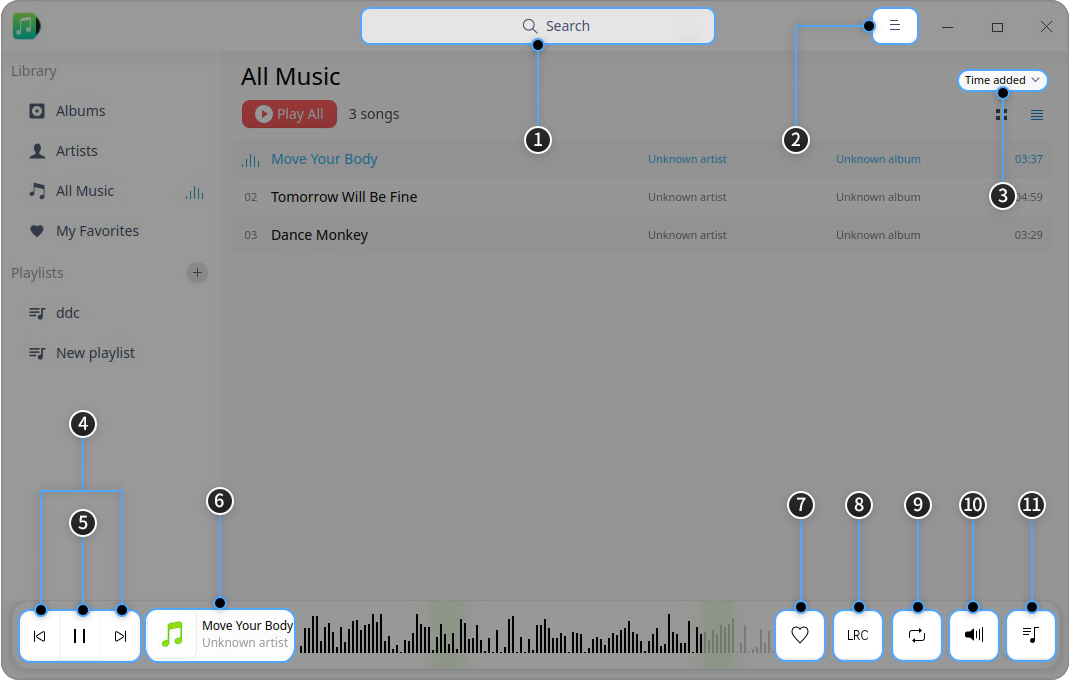 Search
Library
All Music
Time added
Albums
Play All
3 songs
1
2
Artists
Move Your Body
Unknown artist
Unknown album
03:37
All Music
02
Tomorrow Will Be Fine
Unknown artist
Unknown album
3
04:59
My Favorites
03
Dance Monkey
Unknown artist
Unknown album
03:29
Playlists
ddc
New playlist
4
5
6
7
8
9
10
11
Move Your Body
Unknown artist
LRC